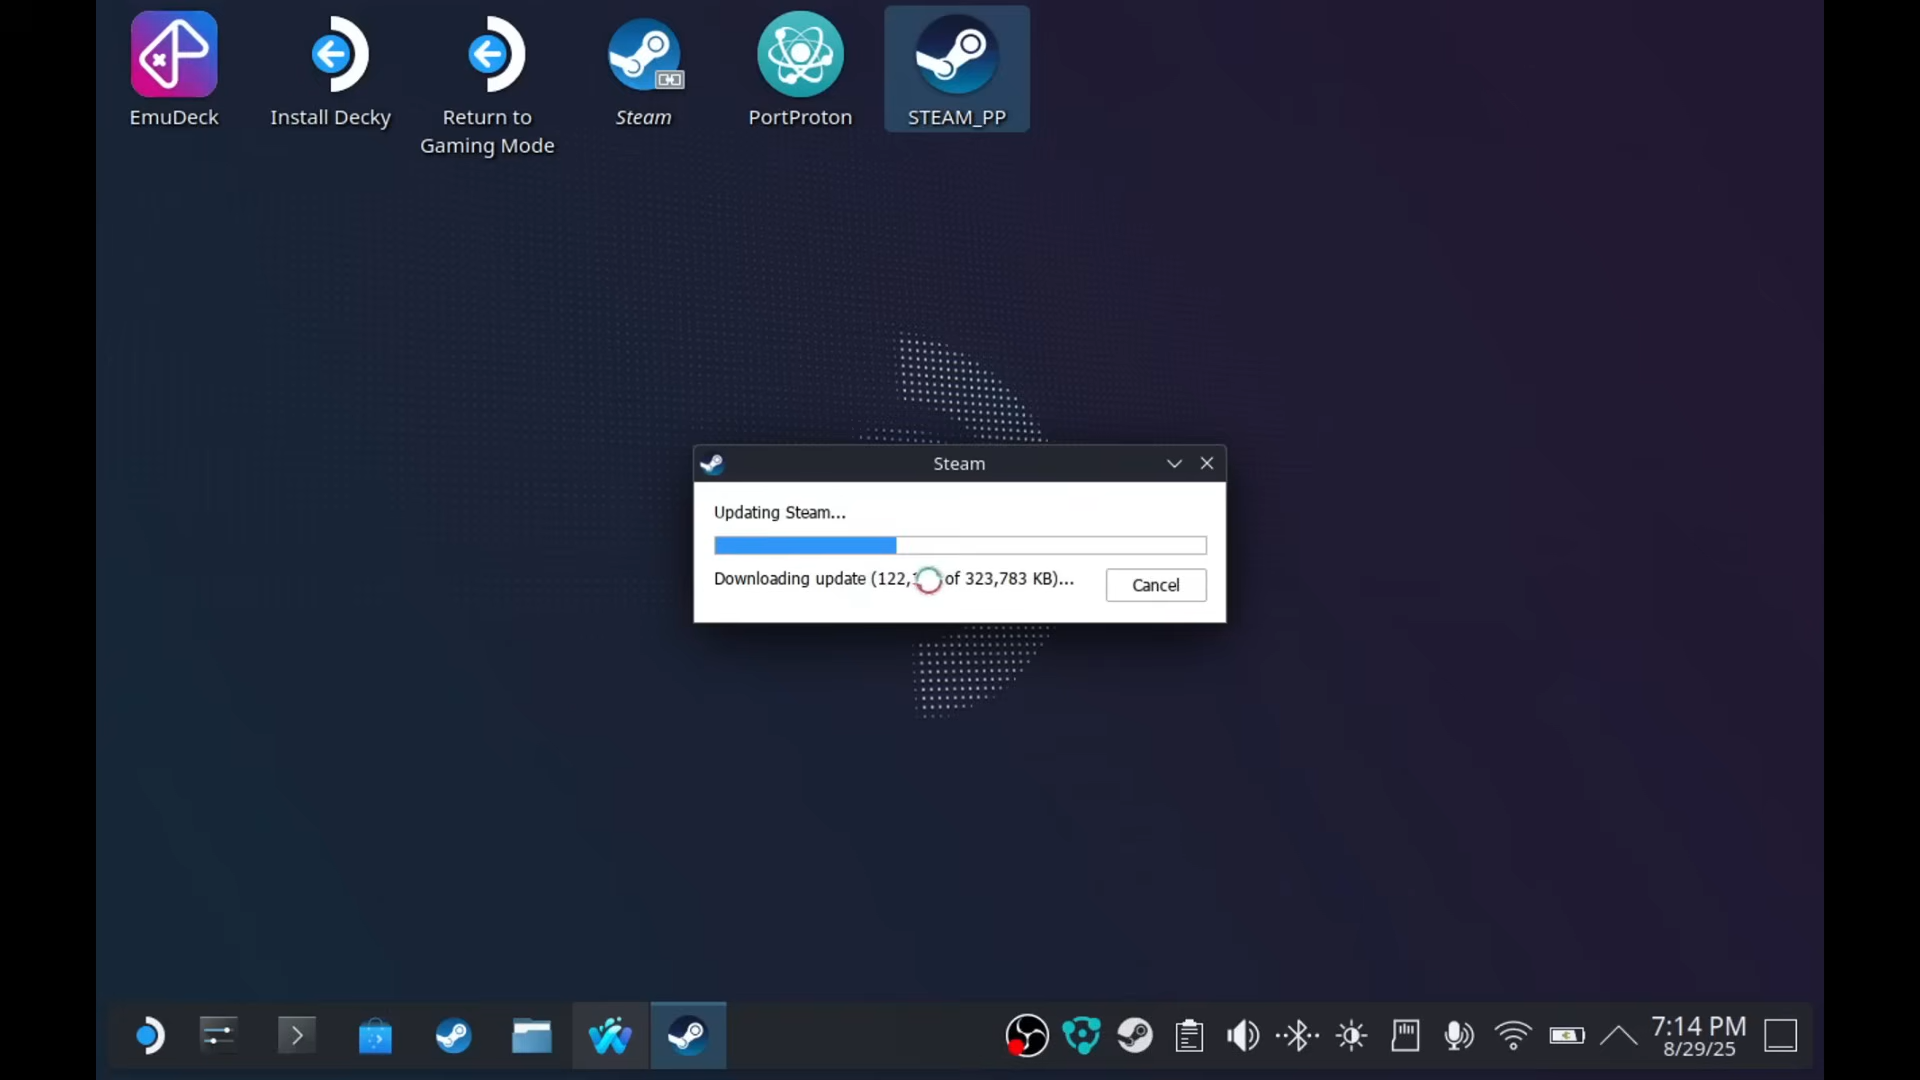 EmuDeck
Install Decky
Return to
Gaming Mode
Steam
PortProton
STEAM_PP
Steam
Updating Steam...
Downloading update (122, of 323,783 KB)...
Cancel
7:14 PM
8/29/25